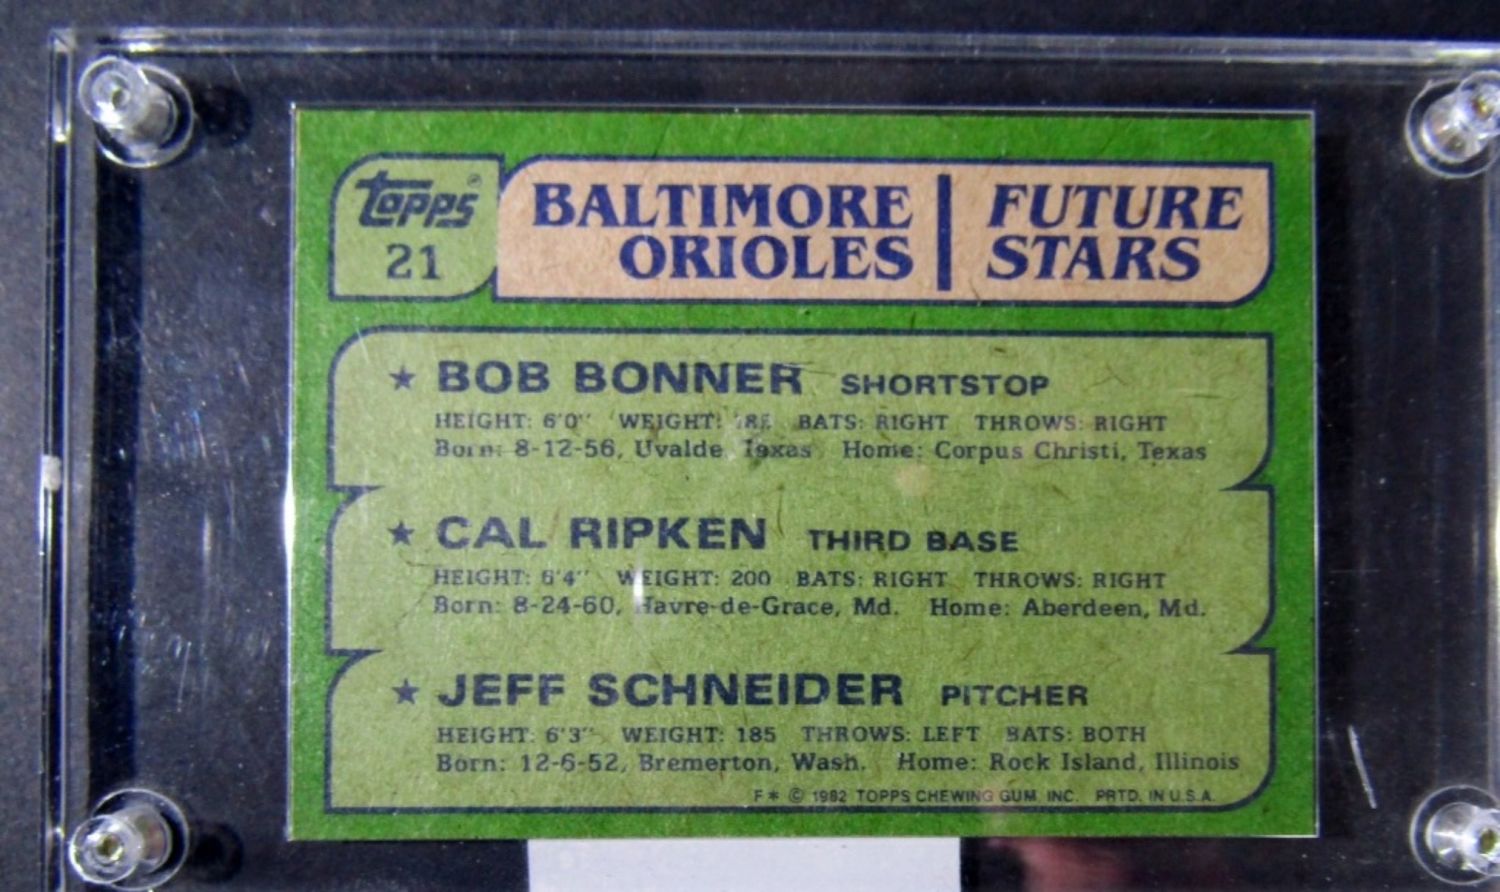 topps®
21
BALTIMORE ORIOLES | FUTURE STARS
★ BOB BONNER SHORTSTOP
HEIGHT: 6'0" WEIGHT: 185 BATS: RIGHT THROWS: RIGHT
Born: 8-12-56, Uvalde, Texas Home: Corpus Christi, Texas
★ CAL RIPKEN THIRD BASE
HEIGHT: 6'4" WEIGHT: 200 BATS: RIGHT THROWS: RIGHT
Born: 8-24-60, Havre-de-Grace, Md. Home: Aberdeen, Md.
★ JEFF SCHNEIDER PITCHER
HEIGHT: 6'3" WEIGHT: 185 THROWS: LEFT BATS: BOTH
Born: 12-6-52, Bremerton, Wash. Home: Rock Island, Illinois
F* © 1982 TOPPS CHEWING GUM, INC. PRTD. IN U.S.A.